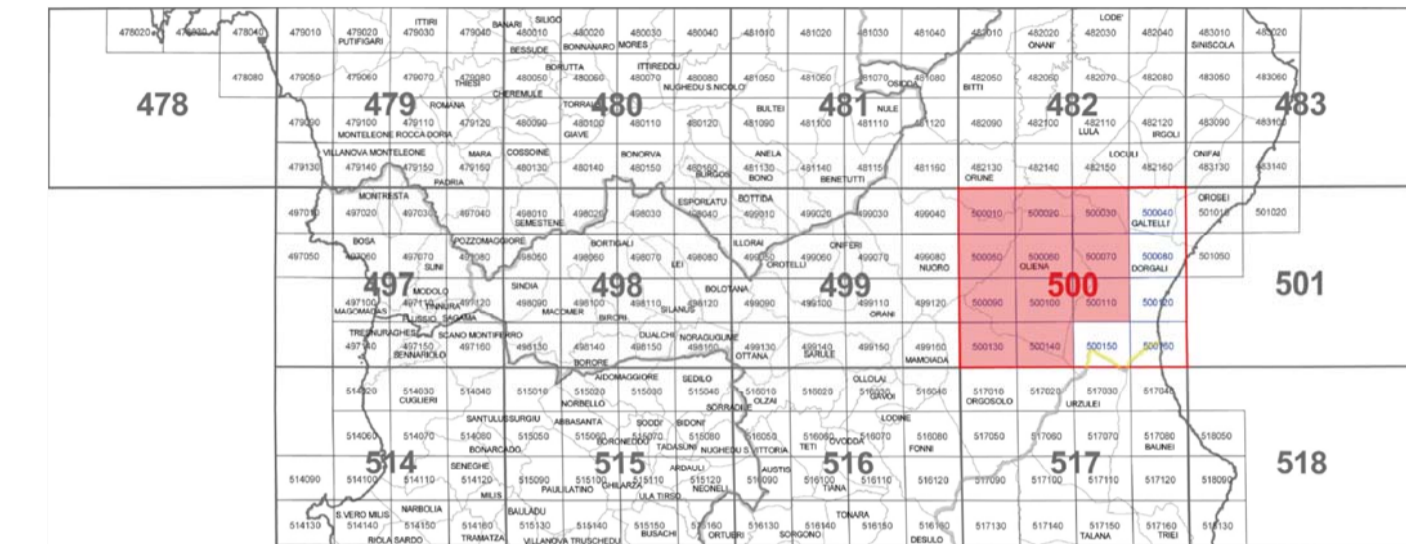 ITTIRI BANARI SILIGO LODE'
478020 478030 478040 479010 479020 479030 479040 480010 480020 480030 480040 481010 481020 481030 481040 482010 482020 482030 482040 483010 483020
PUTIFIGARI BESSUDE BONNANARO MORES ONANI' SINISCOLA
BORUTTA ITTIREDDU
478080 479050 479060 479070 479080 480050 480060 480070 480080 481050 481060 481070 481080 482050 482060 482070 482080 483050 483060
THIESI NUGHEDU S.NICOLO' OSIDDA BITTI
CHEREMULE
478 479 480 481 482 483
ROMANA BULTEI NULE
479090 479100 479110 479120 480090 480100 480110 480120 481090 481100 481110 481120 482090 482100 482110 482120 483090 483100
MONTELEONE ROCCA DORIA GIAVE LULA IRGOLI
VILLANOVA MONTELEONE MARA COSSOINE BONORVA ANELA LOCULI ONIFAI
479130 479140 479150 479160 480130 480140 480150 480160 481130 481140 481150 481160 482130 482140 482150 482160 483130 483140
PADRIA BURGOS BONO BENETUTTI ORUNE
MONTRESTA ESPORLATU BOTTIDA OROSEI
497010 497020 497030 497040 498010 498020 498030 498040 499010 499020 499030 499040 500010 500020 500030 500040 501010 501020
SEMESTENE GALTELLI'
BOSA POZZOMAGGIORE BORTIGALI ILLORAI ONIFERI
497050 497060 497070 497080 498050 498060 498070 498080 499050 499060 499070 499080 500050 500060 500070 500080 501050
SUNI LEI OROTELLI NUORO OLIENA DORGALI
497 498 499 500 501
MODOLO SINDIA BOLOTANA
497100 497110 497120 498090 498100 498110 498120 499090 499100 499110 499120 500090 500100 500110 500120
MAGOMADAS TINNURA MACOMER BIRORI SILANUS ORANI
FLUSSIO SAGAMA
TRESNURAGHES SCANO MONTIFERRO DUALCHI NORAGUGUME
497140 497150 497160 498130 498140 498150 498160 499130 499140 499150 499160 500130 500140 500150 500160
SENNARIOLO BORORE OTTANA SARULE MAMOIADA
AIDOMAGGIORE SEDILO OLLOLAI
514020 514030 514040 515010 515020 515030 515040 516010 516020 516030 516040 517010 517020 517030 517040
CUGLIERI NORBELLO SORRADILE OLZAI GAVOI ORGOSOLO URZULEI
SANTULUSSURGIU ABBASANTA SODDI' BIDONI' LODINE
514060 514070 514080 515050 515060 515070 515080 516050 516060 516070 516080 517050 517060 517070 517080 518050
BONARCADO BORONEDDU TADASUNI NUGHEDU S.VITTORIA TETI OVODDA FONNI BAUNEI
514 515 516 517 518
SENEGHE ARDAULI AUSTIS
514090 514100 514110 514120 515090 515100 515110 515120 516090 516100 516110 516120 517090 517100 517110 517120 518090
MILIS PAULILATINO GHILARZA ULA TIRSO NEONELI TIANA
S.VERO MILIS NARBOLIA BAULADU TONARA
514130 514140 514150 514160 515130 515140 515150 515160 516130 516140 516150 516160 517130 517140 517150 517160 518130
RIOLA SARDO TRAMATZA VILLANOVA TRUSCHEDU BUSACHI ORTUERI SORGONO DESULO TALANA TRIEI